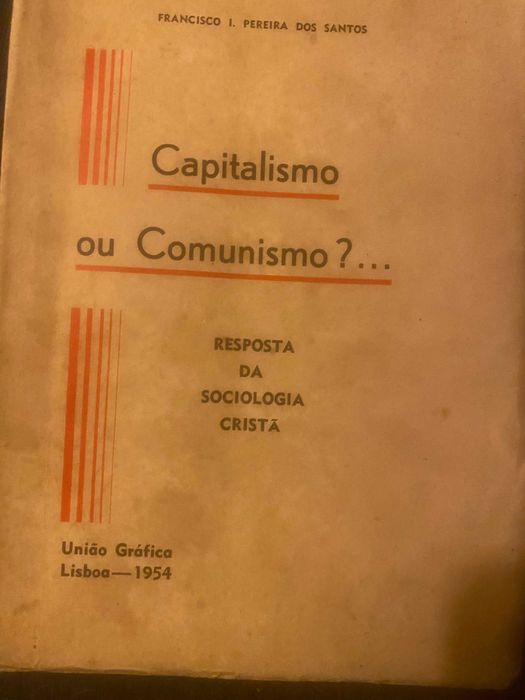 FRANCISCO I. PEREIRA DOS SANTOS
Capitalismo
ou Comunismo?...
RESPOSTA
DA
SOCIOLOGIA
CRISTÃ
União Gráfica
Lisboa—1954